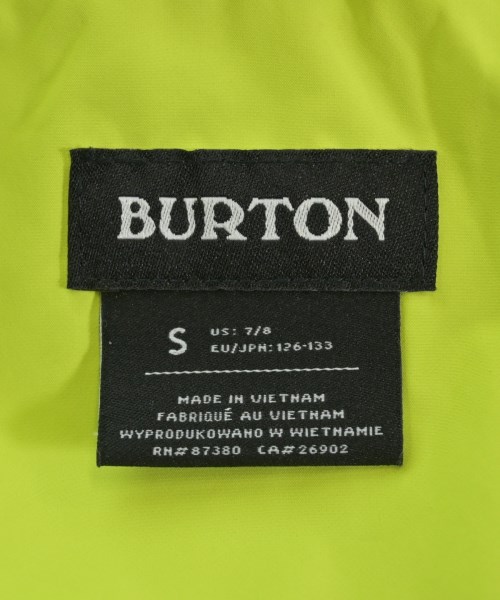 BURTON
S US: 7/8
EU/JPN: 126-133
MADE IN VIETNAM
FABRIQUÉ AU VIETNAM
WYPRODUKOWANO W WIETNAMIE
RN# 87380 CA# 26902